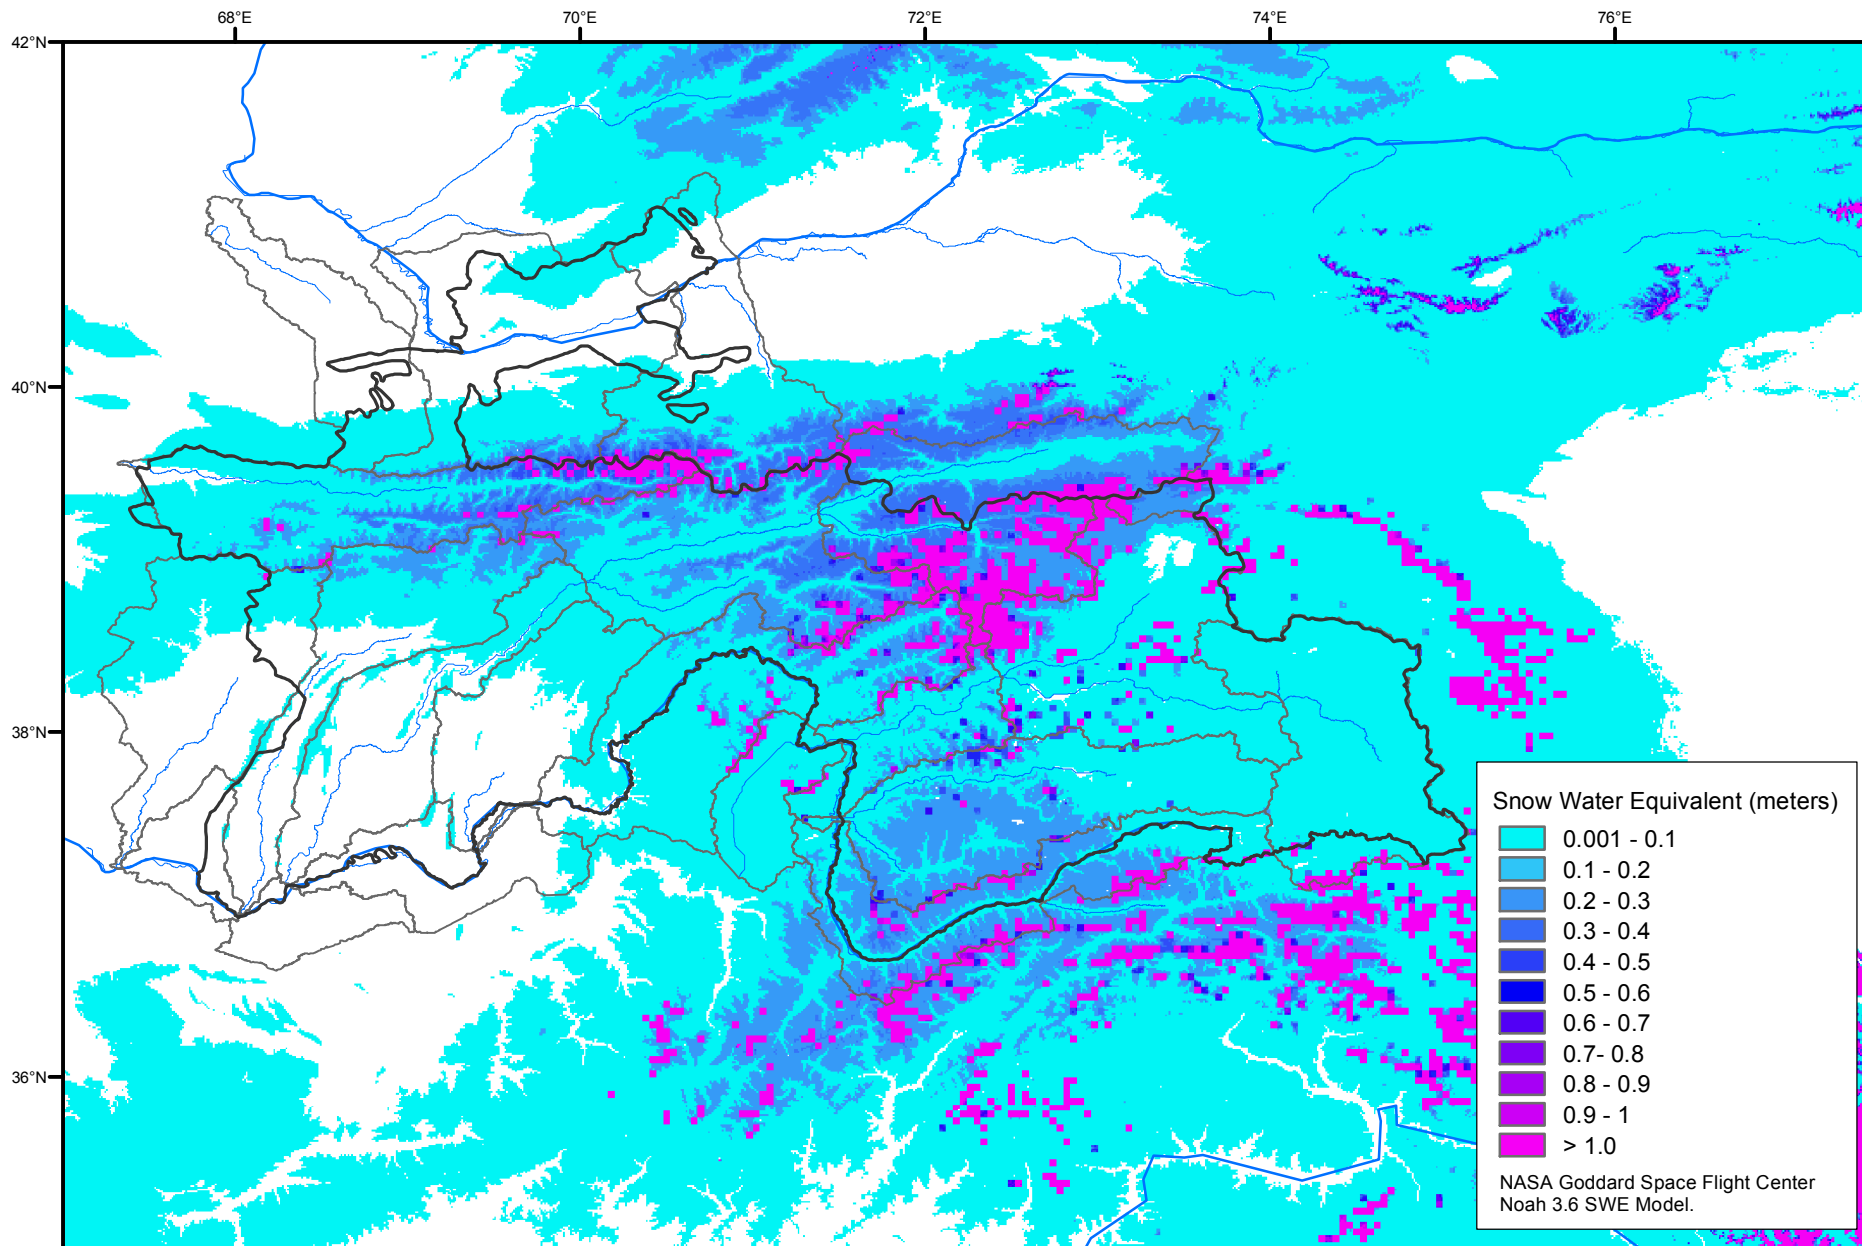 68°E 70°E 72°E 74°E 76°E
42°N
40°N
38°N
36°N
Snow Water Equivalent (meters)
0.001 - 0.1
0.1 - 0.2
0.2 - 0.3
0.3 - 0.4
0.4 - 0.5
0.5 - 0.6
0.6 - 0.7
0.7- 0.8
0.8 - 0.9
0.9 - 1
> 1.0
NASA Goddard Space Flight Center
Noah 3.6 SWE Model.